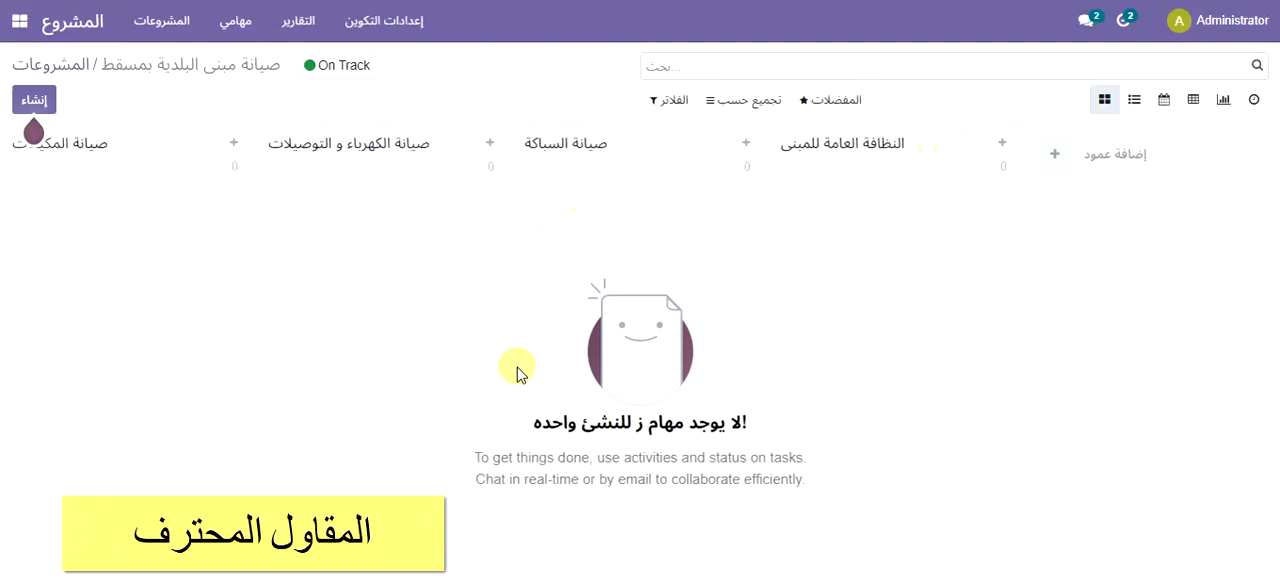 المشروع المشروعات مهامي التقارير إعدادات التكوين 2 2 A Administrator
المشروعات / صيانة مبنى البلدية بمسقط On Track
بحث...
إنشاء
الفلاتر تجميع حسب المفضلات
صيانة + 0
صيانة الكهرباء و التوصيلات + 0
صيانة السباكة + 0
النظافة العامة للمبنى + 0
+ إضافة عمود
لا يوجد مهام ز للنشئ واحده!
To get things done, use activities and status on tasks.
Chat in real-time or by email to collaborate efficiently.
المقاول المحترف